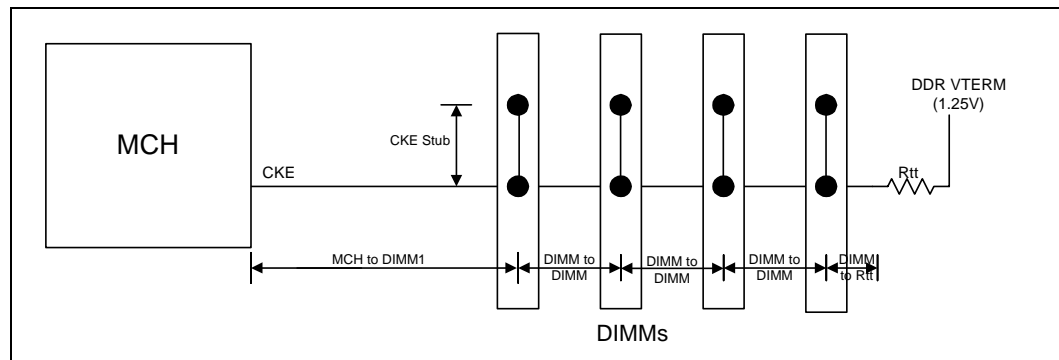 DDR VTERM
(1.25V)
MCH
CKE Stub
CKE
Rtt
MCH to DIMM1
DIMM to
DIMM
DIMM to
DIMM
DIMM to
DIMM
DIMM
to Rtt
DIMMs